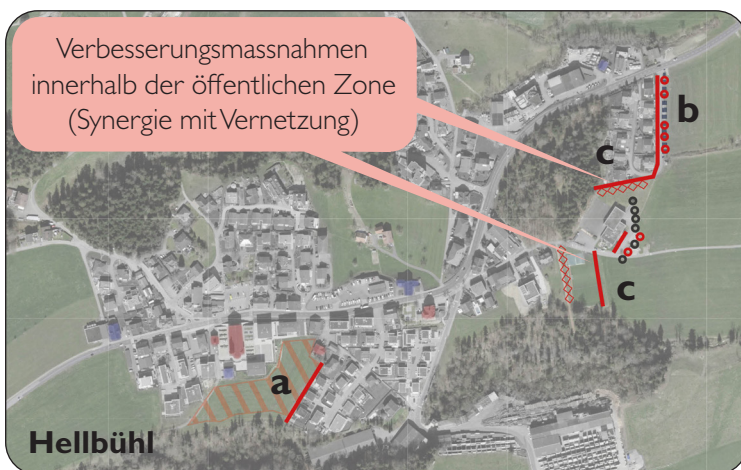 Verbesserungsmassnahmen
innerhalb der öffentlichen Zone
(Synergie mit Vernetzung)
b
c
c
a
Hellbühl